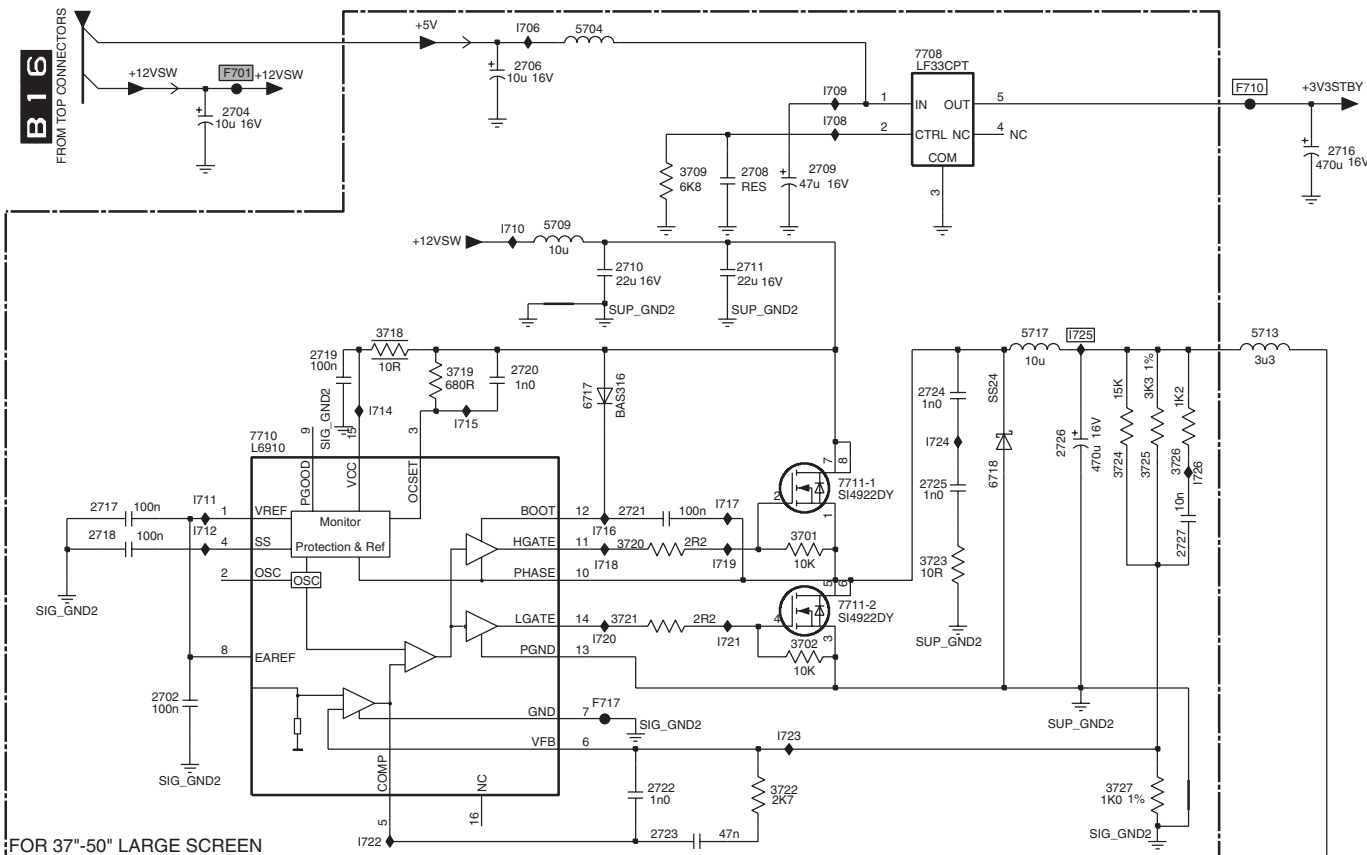 B16
FROM TOP CONNECTORS
+12VSW
F701
+12VSW
2704
10u 16V
+5V
I706
5704
2706
10u 16V
7708
LF33CPT
I709
1
IN
OUT
5
F710
+3V3STBY
I708
2
CTRL
NC
4
NC
COM
3
3709
6K8
2708
RES
2709
47u 16V
2716
470u 16V
+12VSW
I710
5709
10u
2710
22u 16V
2711
22u 16V
SUP_GND2
SUP_GND2
2719
100n
3718
10R
3719
680R
2720
1n0
SIG_GND2
I714
I715
6717
BAS316
5717
10u
I725
5713
3u3
2724
1n0
SS24
6718
I724
2725
1n0
2726
470u 16V
15K
3724
3K3 1%
3725
1K2
3726
I726
10n
2727
3723
10R
SUP_GND2
7710
L6910
9
15
3
PGOOD
VCC
OCSET
2717
100n
I711
1
VREF
Monitor
Protection & Ref
2718
100n
I712
4
SS
2
OSC
OSC
SIG_GND2
8
EAREF
2702
100n
SIG_GND2
BOOT
12
2721
100n
I717
I716
HGATE
11
I718
3720
2R2
I719
PHASE
10
3701
10K
7
8
7711-1
SI4922DY
2
1
5
6
7711-2
SI4922DY
4
3
LGATE
14
I720
3721
2R2
I721
3702
10K
PGND
13
GND
7
F717
SIG_GND2
VFB
6
I723
SUP_GND2
COMP
NC
5
16
I722
2722
1n0
2723
47n
3722
2K7
3727
1K0 1%
SIG_GND2
FOR 37"-50" LARGE SCREEN